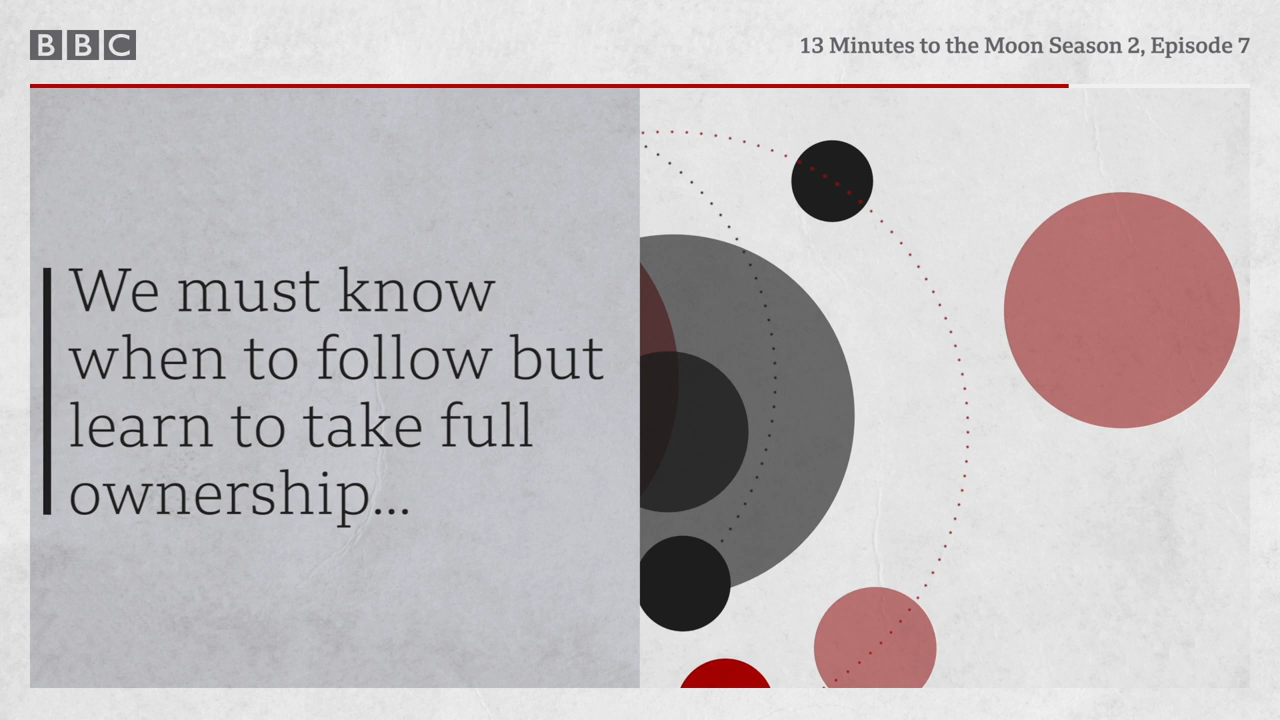 BBC
13 Minutes to the Moon Season 2, Episode 7
We must know
when to follow but
learn to take full
ownership...